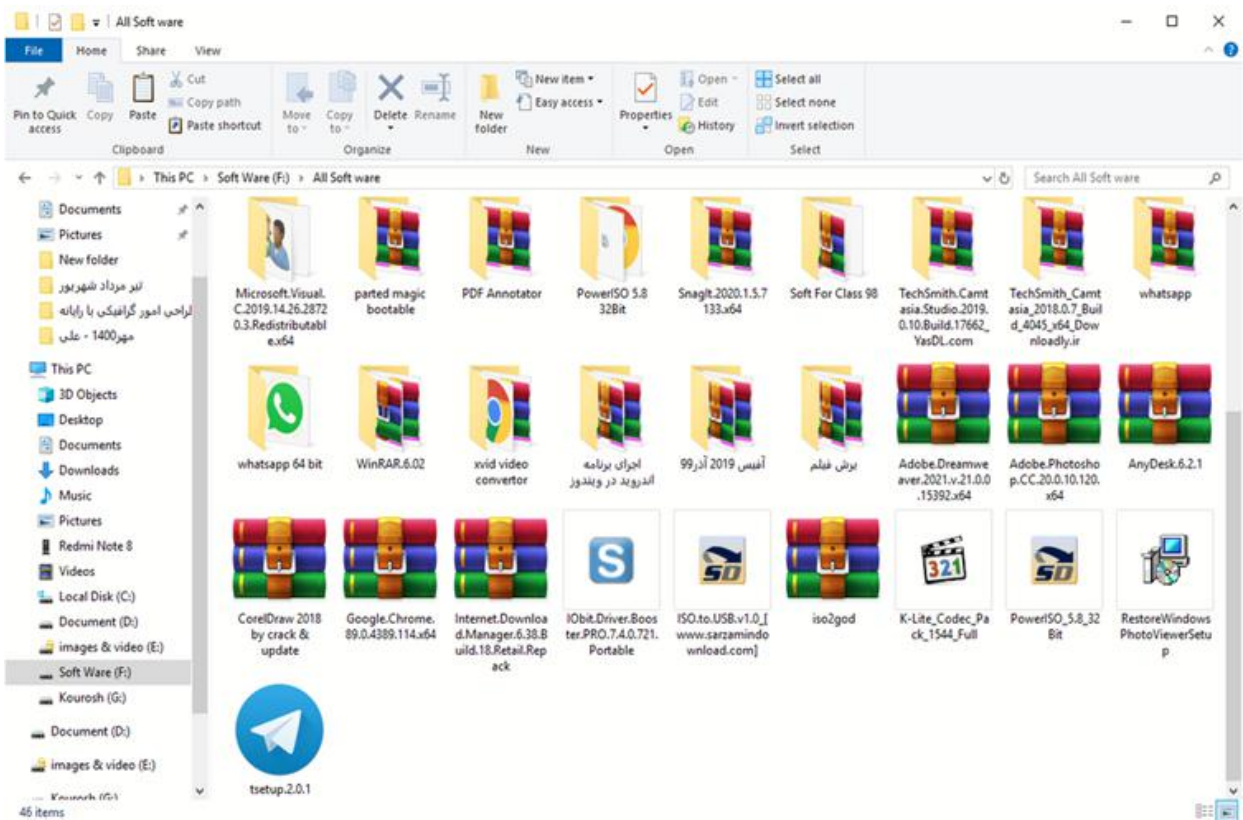 All Soft ware
File Home Share View
Pin to Quick access
Copy
Paste
Cut
Copy path
Paste shortcut
Move to
Copy to
Delete
Rename
New folder
New item
Easy access
Properties
Open
Edit
History
Select all
Select none
Invert selection
Clipboard
Organize
New
Open
Select
This PC > Soft Ware (F:) > All Soft ware
Search All Soft ware
Documents
Pictures
New folder
تیر مرداد شهریور
طراحی امور گرافیکی با رایانه
مهر1400 - علی
This PC
3D Objects
Desktop
Documents
Downloads
Music
Pictures
Redmi Note 8
Videos
Local Disk (C:)
Document (D:)
images & video (E:)
Soft Ware (F:)
Kourosh (G:)
Document (D:)
images & video (E:)
Kourosh (G:)
Microsoft.Visual.
C.2019.14.26.2872
0.3.Redistributabl
e.x64
parted magic
bootable
PDF Annotator
PowerISO 5.8
32Bit
SnagIt.2020.1.5.7
133.x64
Soft For Class 98
TechSmith.Camt
asia.Studio.2019.
0.10.Build.17662_
YasDL.com
TechSmith_Camt
asia_2018.0.7_Buil
d_4045_x64_Dow
nloadly.ir
whatsapp
whatsapp 64 bit
WinRAR.6.02
xvid video
convertor
اجرای برنامه
اندروید در ویندوز
آفیس 2019 آذر99
برش فیلم
Adobe.Dreamwe
aver.2021.v.21.0.0
.15392.x64
Adobe.Photosho
p.CC.20.0.10.120.
x64
AnyDesk.6.2.1
CorelDraw 2018
by crack &
update
Google.Chrome.
89.0.4389.114.x64
Internet.Downloa
d.Manager.6.38.B
uild.18.Retail.Rep
ack
IObit.Driver.Boos
ter.PRO.7.4.0.721.
Portable
ISO.to.USB.v1.0_[
www.sarzamindo
wnload.com]
iso2god
K-Lite_Codec_Pa
ck_1544_Full
PowerISO_5.8_32
Bit
RestoreWindows
PhotoViewerSetu
p
tsetup.2.0.1
46 items